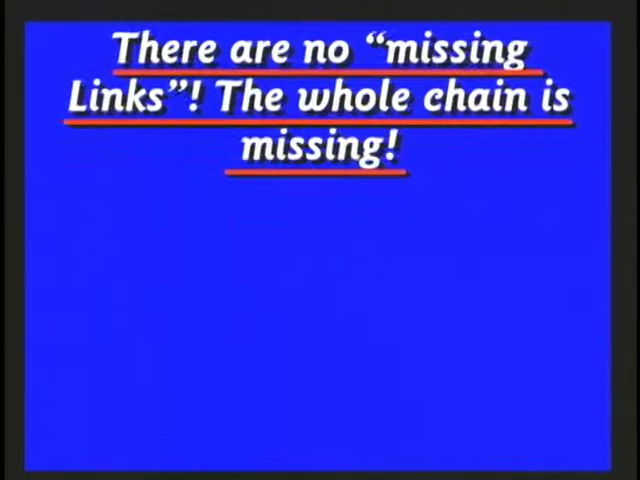 There are no “missing
Links”! The whole chain is
missing!